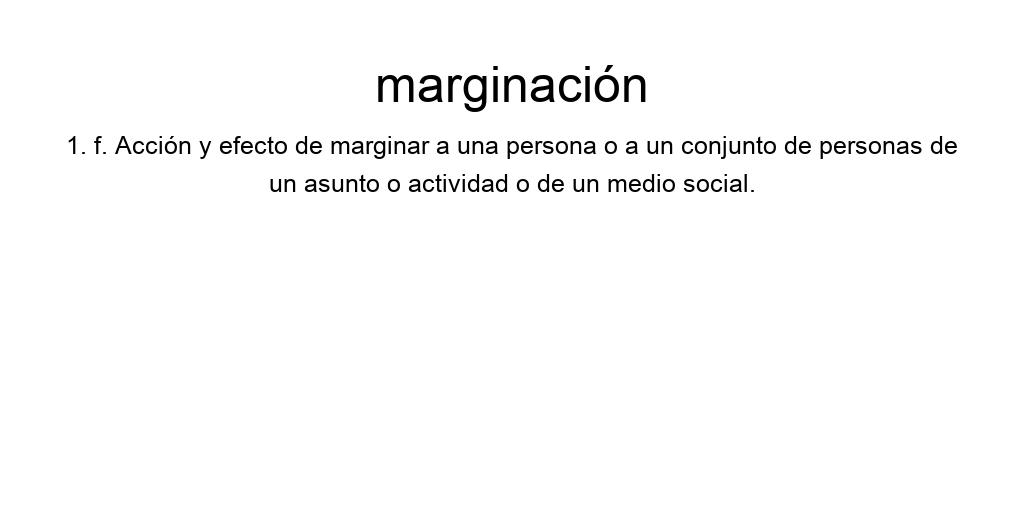 marginación
1. f. Acción y efecto de marginar a una persona o a un conjunto de personas de
un asunto o actividad o de un medio social.